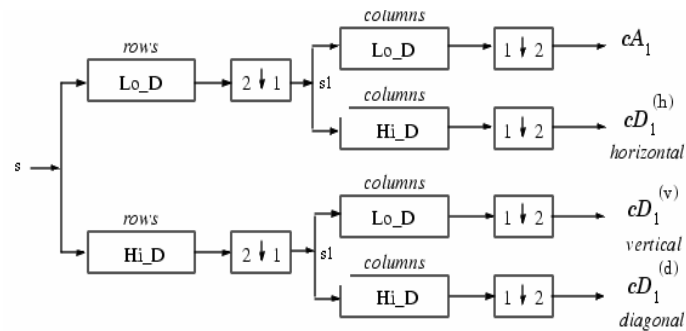 columns
rows
Lo_D
1 ↓ 2
cA₁
Lo_D
2 ↓ 1
s1
columns
Hi_D
1 ↓ 2
cD₁⁽ʰ⁾
horizontal
s
columns
rows
Lo_D
1 ↓ 2
cD₁⁽ᵛ⁾
vertical
Hi_D
2 ↓ 1
s1
columns
Hi_D
1 ↓ 2
cD₁⁽ᵈ⁾
diagonal